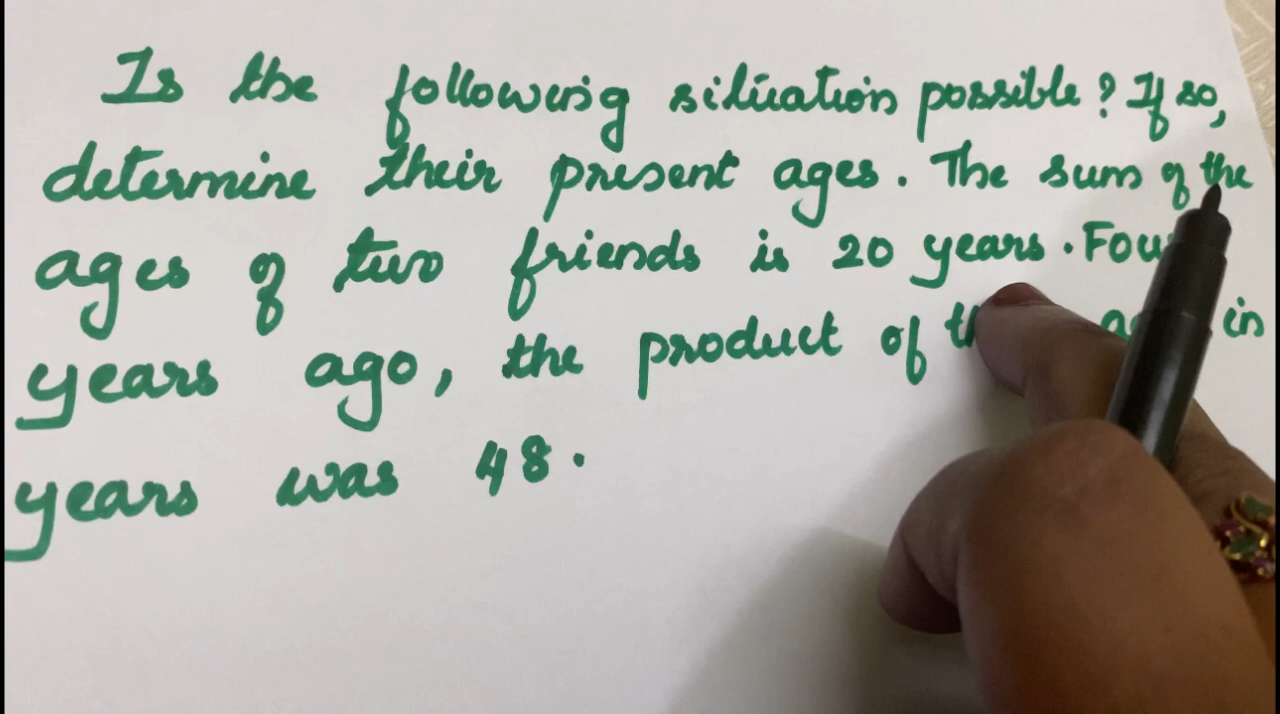 Is the following situation possible? If so,
determine their present ages. The sum of the
ages of two friends is 20 years. Four
years ago, the product of in
years was 48.